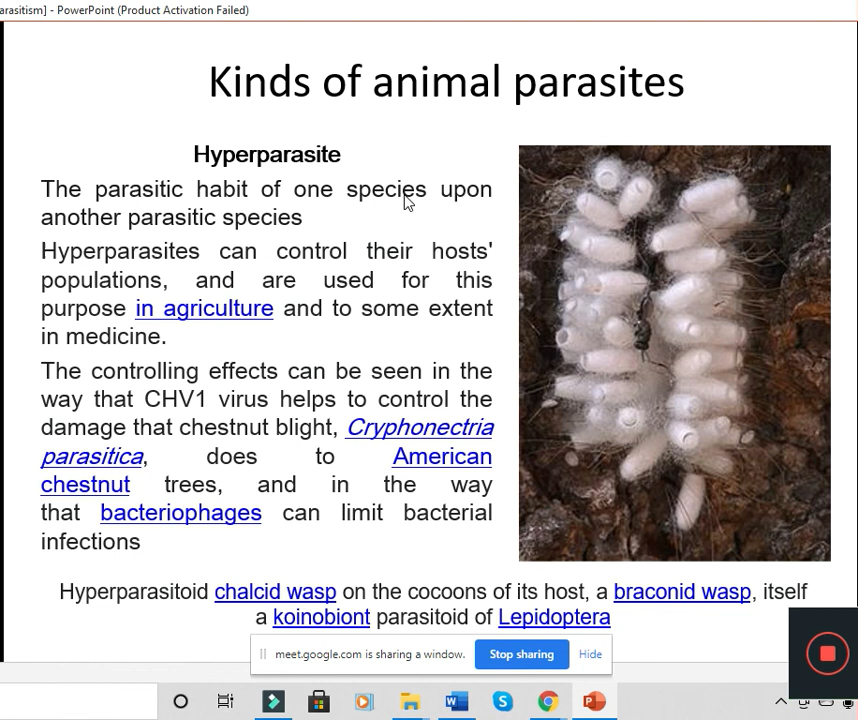 arasitism] - PowerPoint (Product Activation Failed)
Kinds of animal parasites
Hyperparasite
The parasitic habit of one species upon
another parasitic species
Hyperparasites can control their hosts'
populations, and are used for this
purpose in agriculture and to some extent
in medicine.
The controlling effects can be seen in the
way that CHV1 virus helps to control the
damage that chestnut blight, Cryphonectria
parasitica, does to American
chestnut trees, and in the way
that bacteriophages can limit bacterial
infections
Hyperparasitoid chalcid wasp on the cocoons of its host, a braconid wasp, itself
a koinobiont parasitoid of Lepidoptera
meet.google.com is sharing a window. Stop sharing Hide